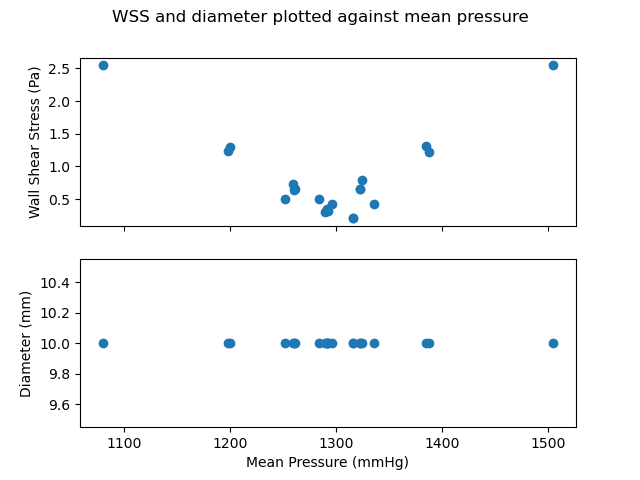 WSS and diameter plotted against mean pressure
2.5
2.0
1.5
1.0
0.5
Wall Shear Stress (Pa)
10.4
10.2
10.0
9.8
9.6
Diameter (mm)
1100 1200 1300 1400 1500
Mean Pressure (mmHg)